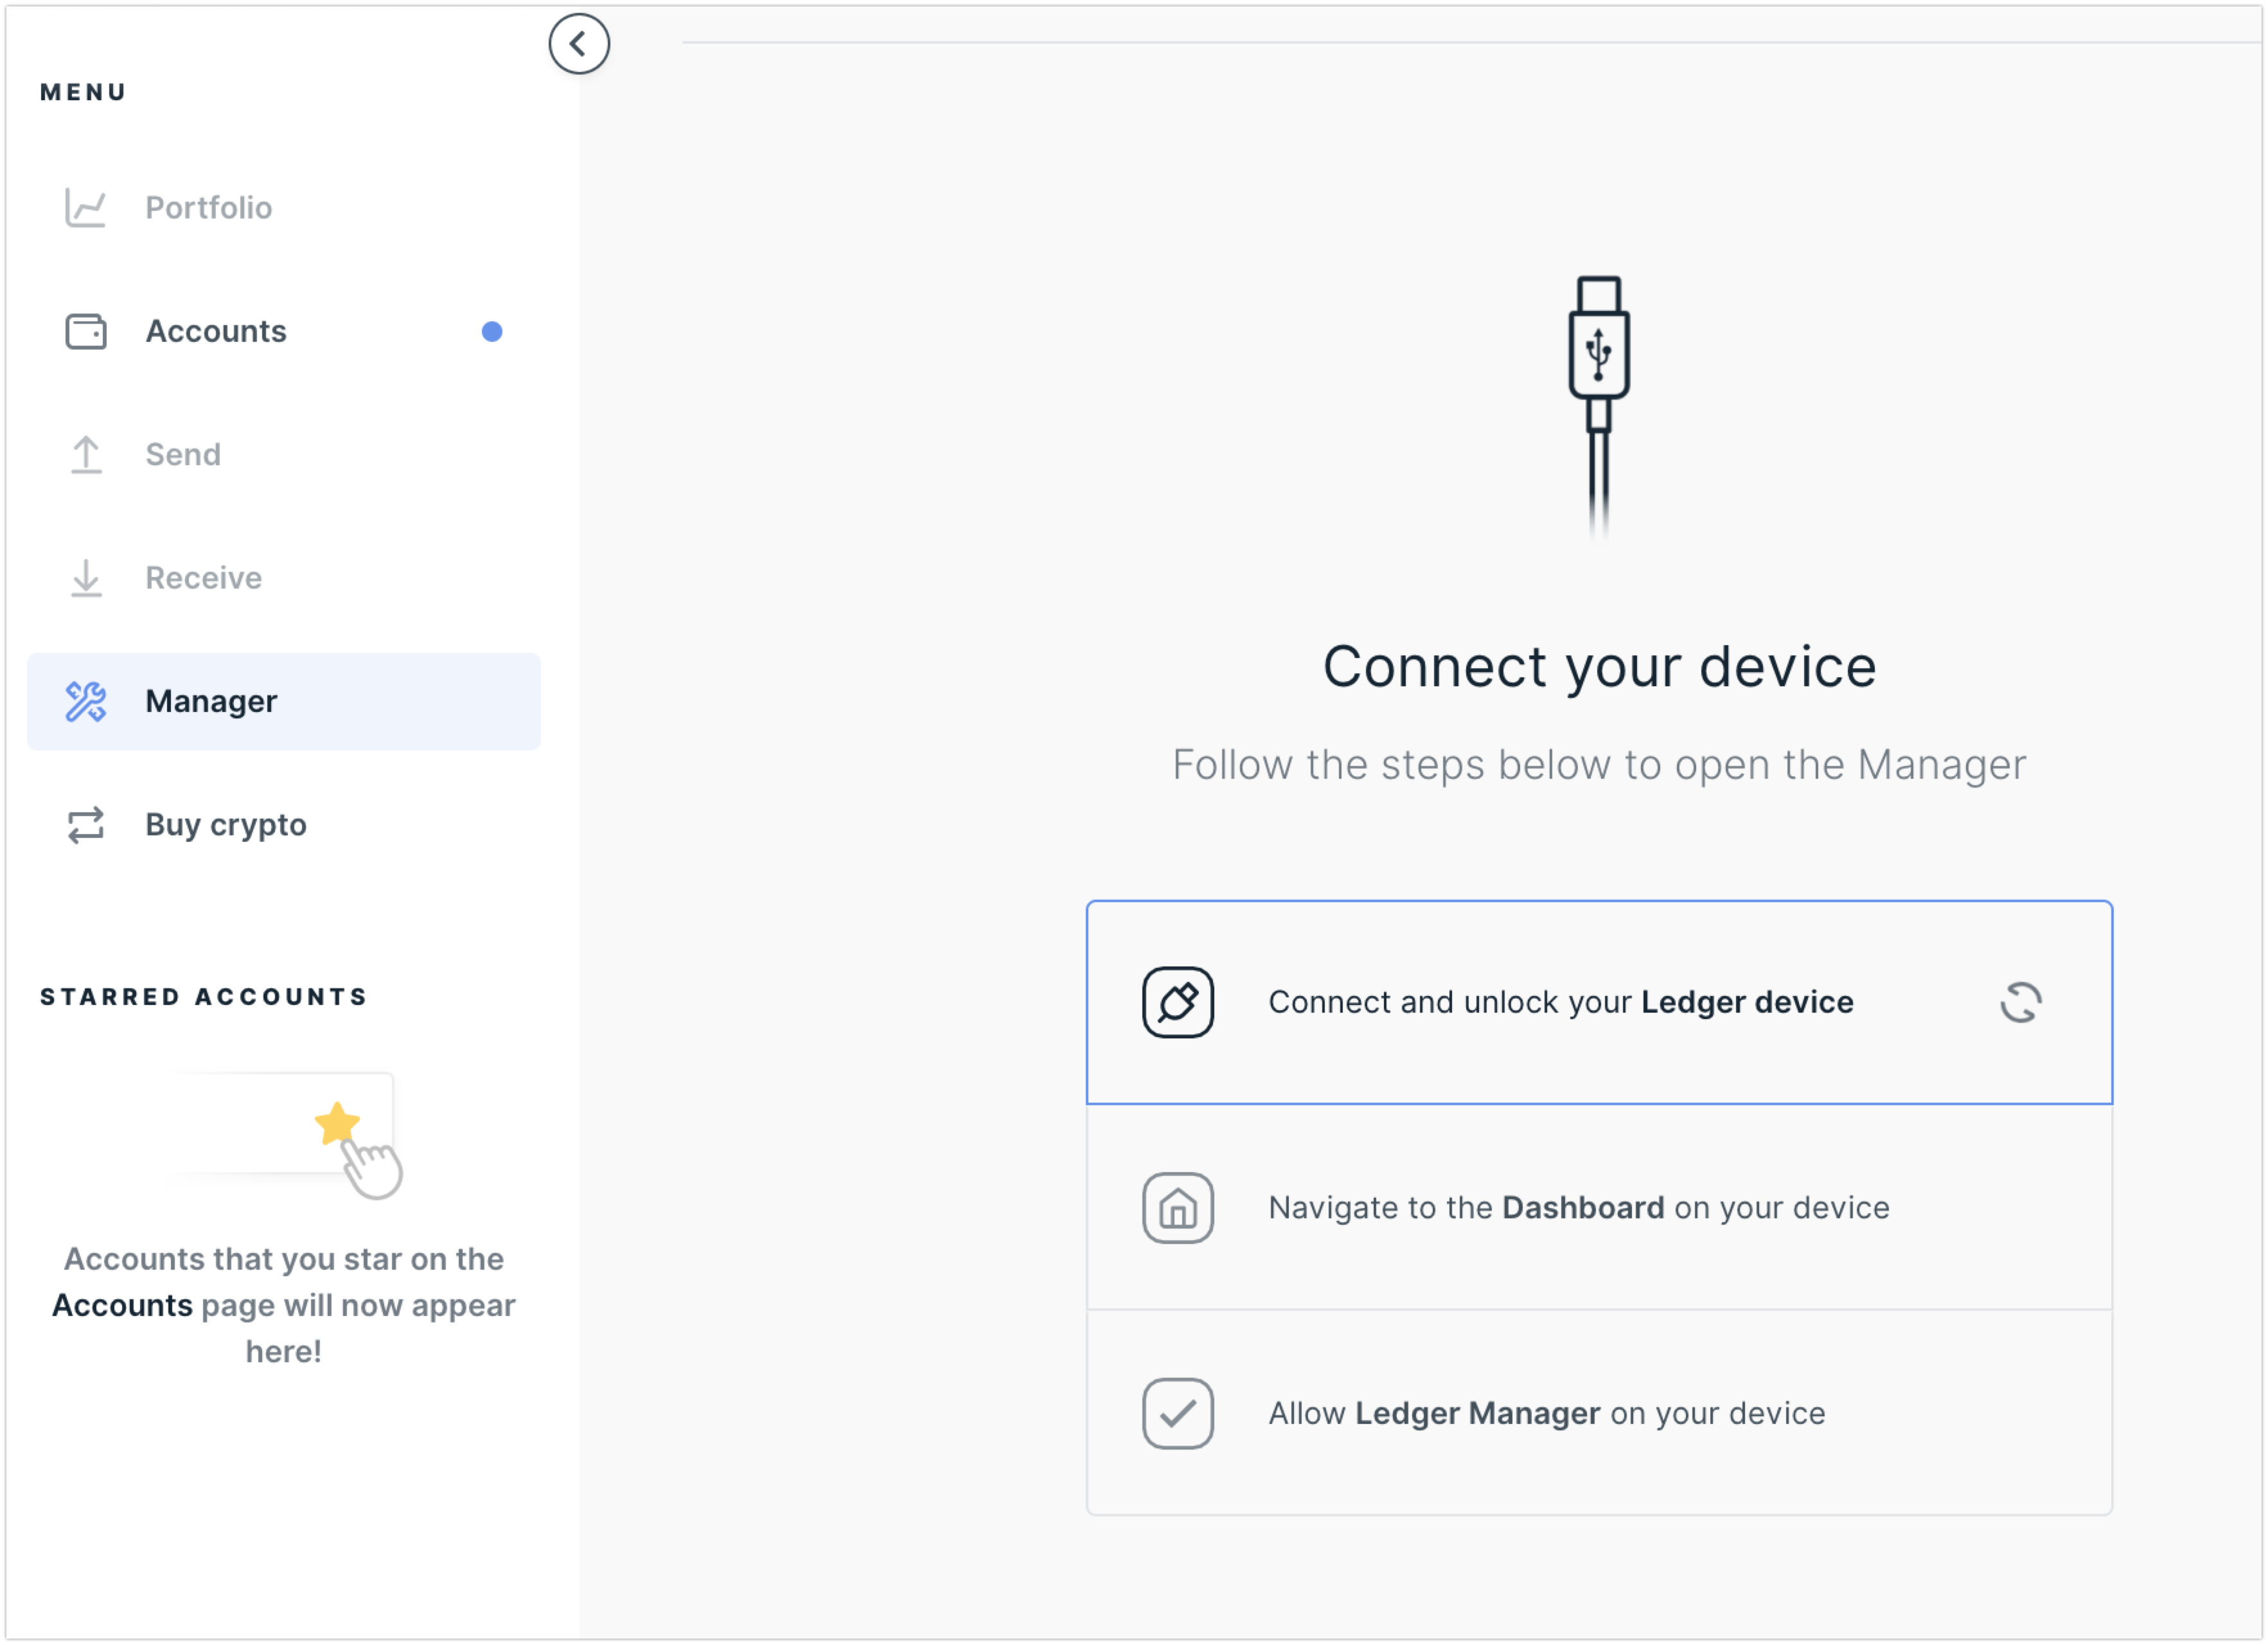 MENU
Portfolio
Accounts
Send
Receive
Manager
Buy crypto
STARRED ACCOUNTS
Accounts that you star on the
Accounts page will now appear
here!
Connect your device
Follow the steps below to open the Manager
Connect and unlock your Ledger device
Navigate to the Dashboard on your device
Allow Ledger Manager on your device